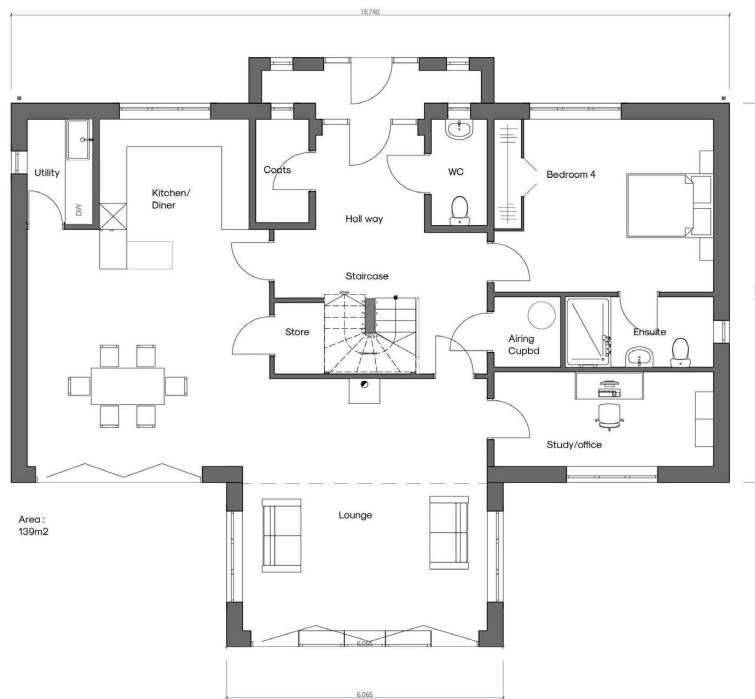 15,740
Utility
DW
Kitchen/
Diner
Coats
WC
Bedroom 4
Hall way
Staircase
Store
Airing
Cupbd
Ensuite
Study/office
Lounge
Area :
139m2
6,065
6,065